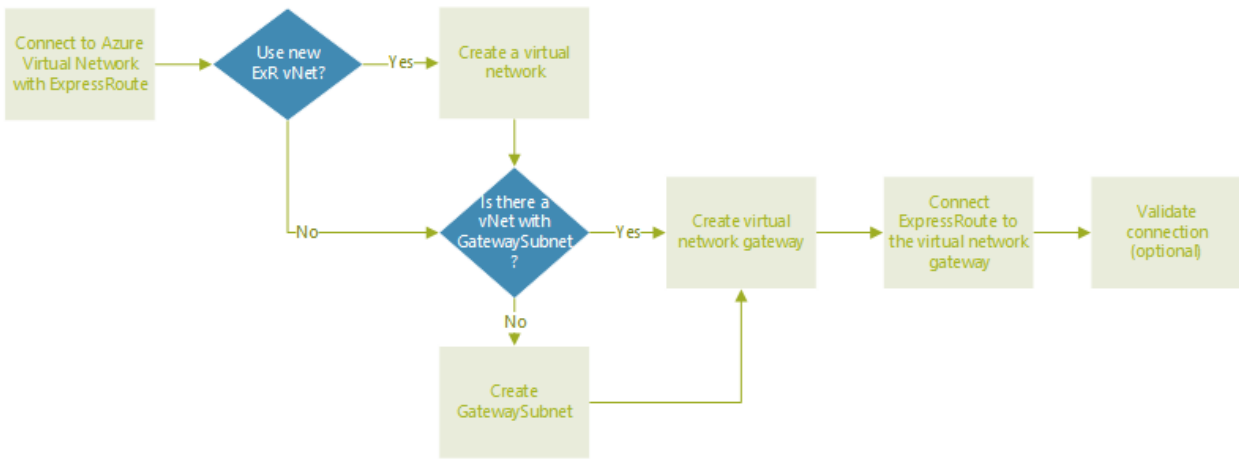 Connect to Azure
Virtual Network
with ExpressRoute
Use new
ExR vNet?
Yes
Create a virtual
network
No
Is there a
vNet with
GatewaySubnet
?
Yes
Create virtual
network gateway
Connect
ExpressRoute to
the virtual network
gateway
Validate
connection
(optional)
No
Create
GatewaySubnet